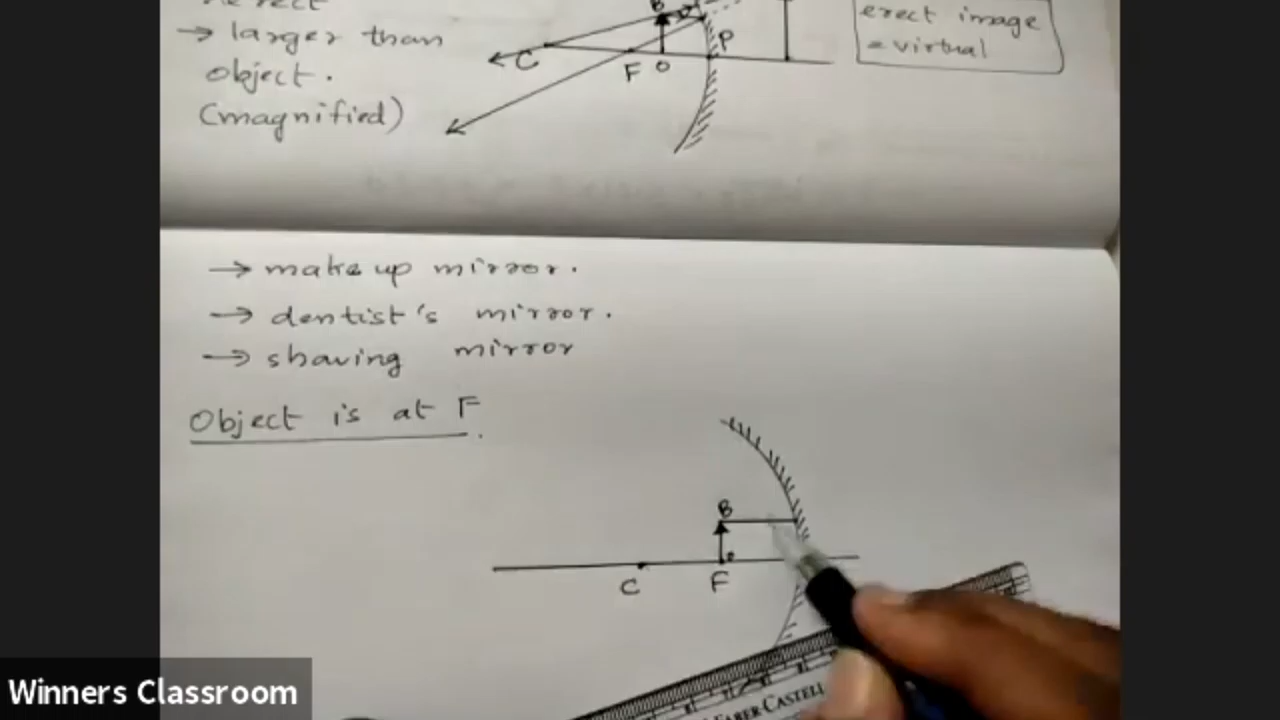 → larger than
object.
(magnified)
C
F
O
P
erect image
= virtual
→ make up mirror.
→ dentist's mirror.
→ shaving mirror
Object is at F
B
C
F
FABER CASTELL
Winners Classroom